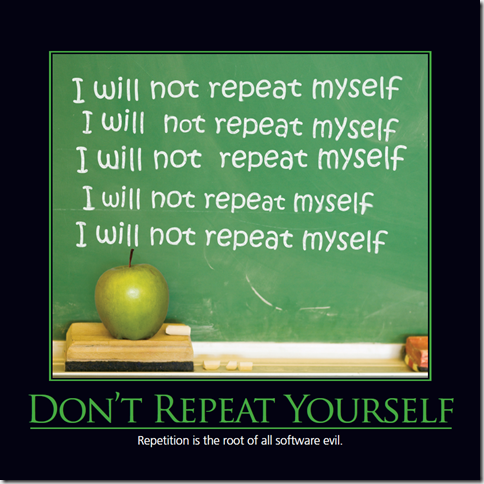 I will not repeat myself
I will not repeat myself
I will not repeat myself
I will not repeat myself
I will not repeat myself
DON'T REPEAT YOURSELF
Repetition is the root of all software evil.